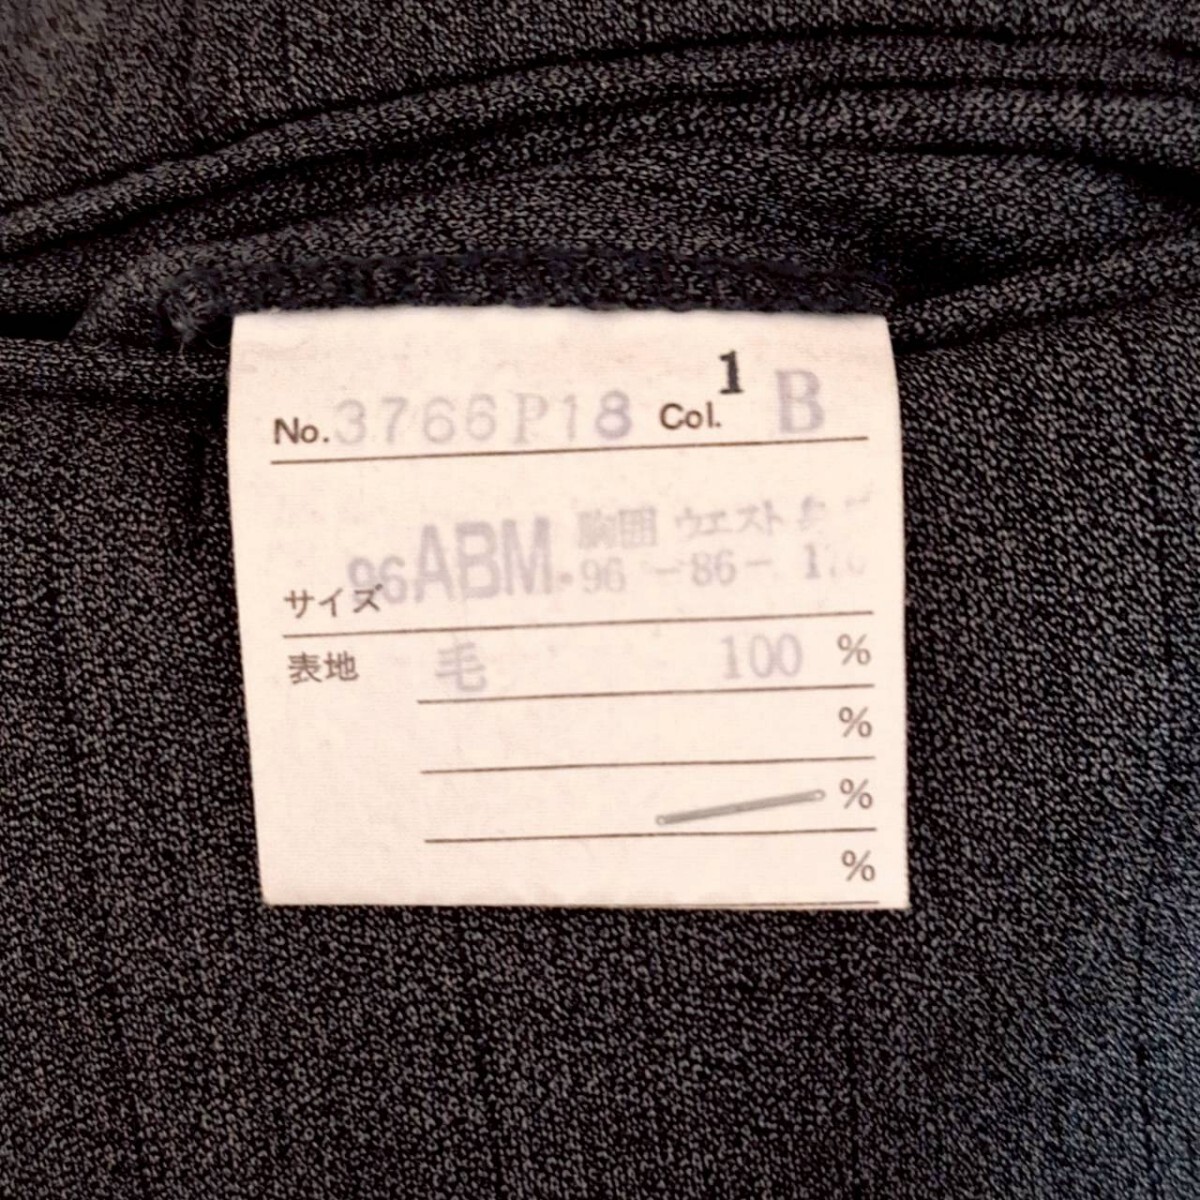 No. 3766P18 Col. 1 B
胸囲 ウエスト
サイズ 96ABM. 96 -86-
表地 毛 100 %
%
%
%